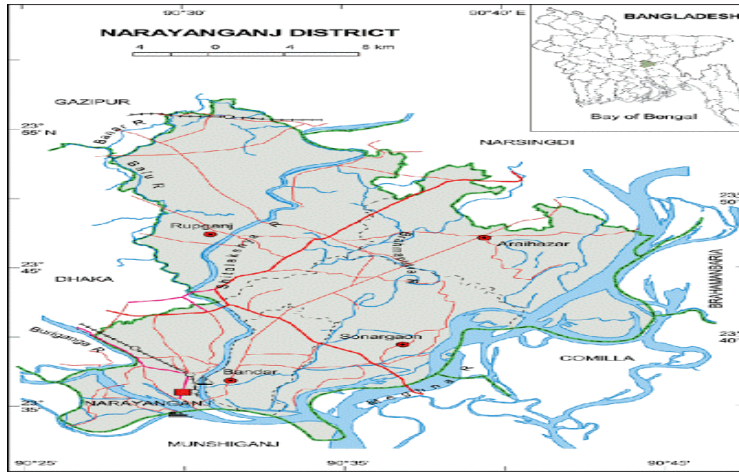 90°30'
90°40' E
NARAYANGANJ DISTRICT
4 0 4 8 km
BANGLADESH
Bay of Bengal
GAZIPUR
23°
55' N
Banar R
NARSINGDI
Balu R
23°
50'
Rupganj
Shitalakshya R
Araihazar
23°
45'
DHAKA
BRAHMANBARIA
Buriganga R
Sonargaon
23°
40'
COMILLA
Bandar
Meghna R
NARAYANGANJ
23°
35'
MUNSHIGANJ
90°25'
90°35'
90°45'